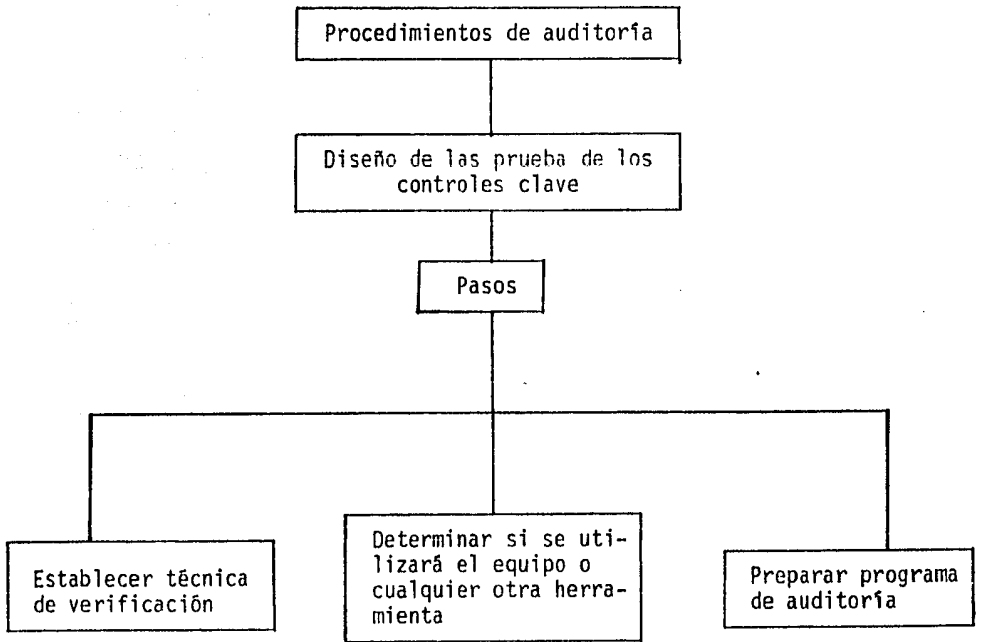 Procedimientos de auditoría
Diseño de las prueba de los
controles clave
Pasos
Establecer técnica
de verificación
Determinar si se uti-
lizará el equipo o
cualquier otra herra-
mienta
Preparar programa
de auditoría